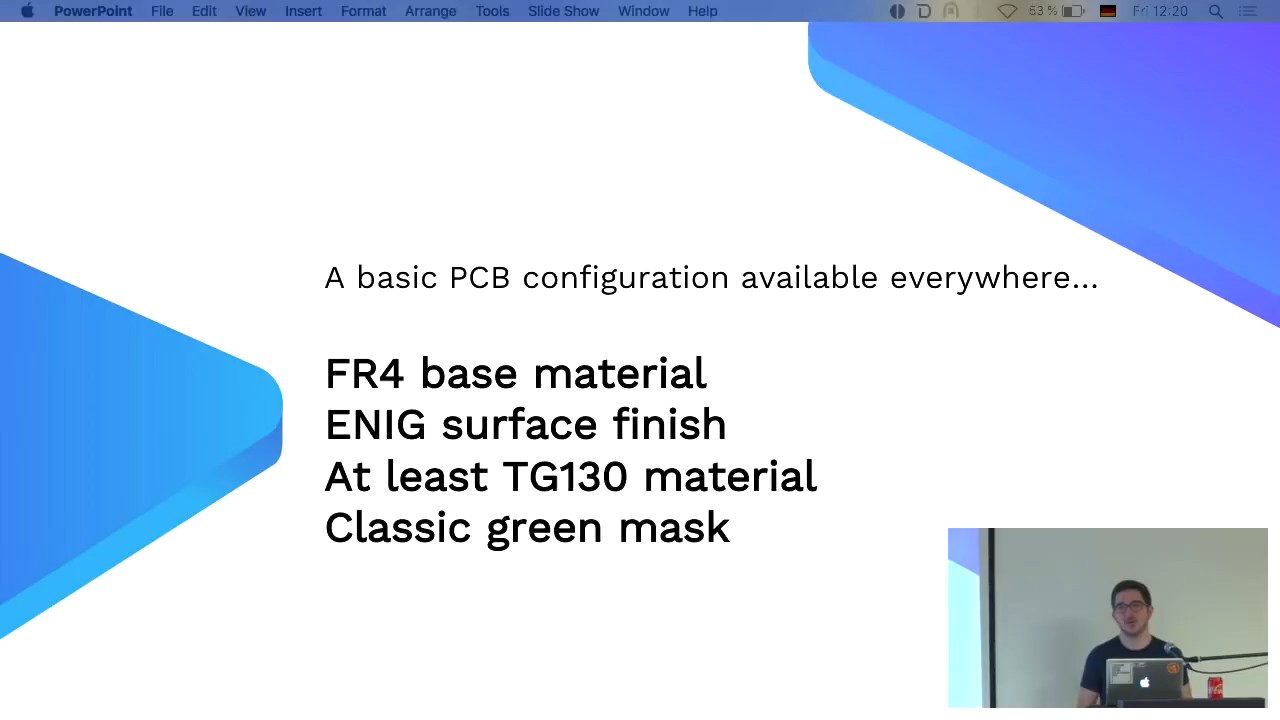 PowerPoint File Edit View Insert Format Arrange Tools Slide Show Window Help 63 % Fri 12:20
A basic PCB configuration available everywhere...
FR4 base material
ENIG surface finish
At least TG130 material
Classic green mask